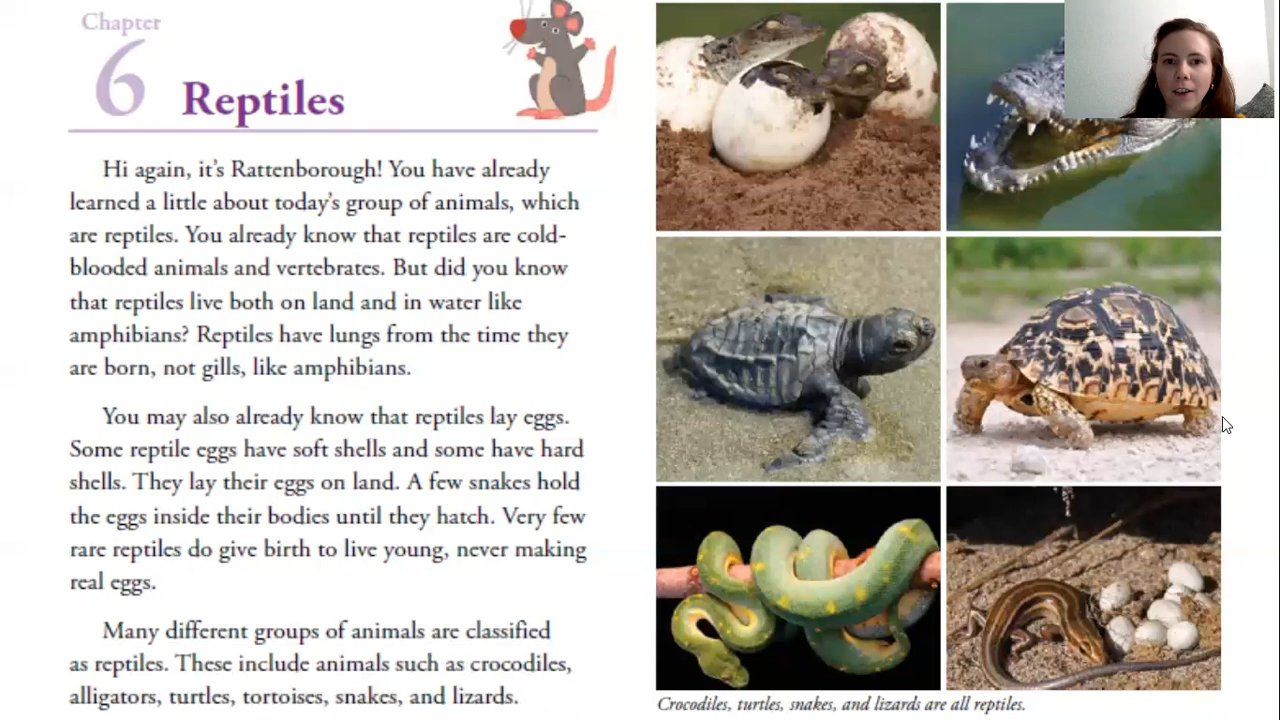 Chapter
6 Reptiles
Hi again, it's Rattenborough! You have already
learned a little about today's group of animals, which
are reptiles. You already know that reptiles are cold-
blooded animals and vertebrates. But did you know
that reptiles live both on land and in water like
amphibians? Reptiles have lungs from the time they
are born, not gills, like amphibians.
You may also already know that reptiles lay eggs.
Some reptile eggs have soft shells and some have hard
shells. They lay their eggs on land. A few snakes hold
the eggs inside their bodies until they hatch. Very few
rare reptiles do give birth to live young, never making
real eggs.
Many different groups of animals are classified
as reptiles. These include animals such as crocodiles,
alligators, turtles, tortoises, snakes, and lizards.
Crocodiles, turtles, snakes, and lizards are all reptiles.